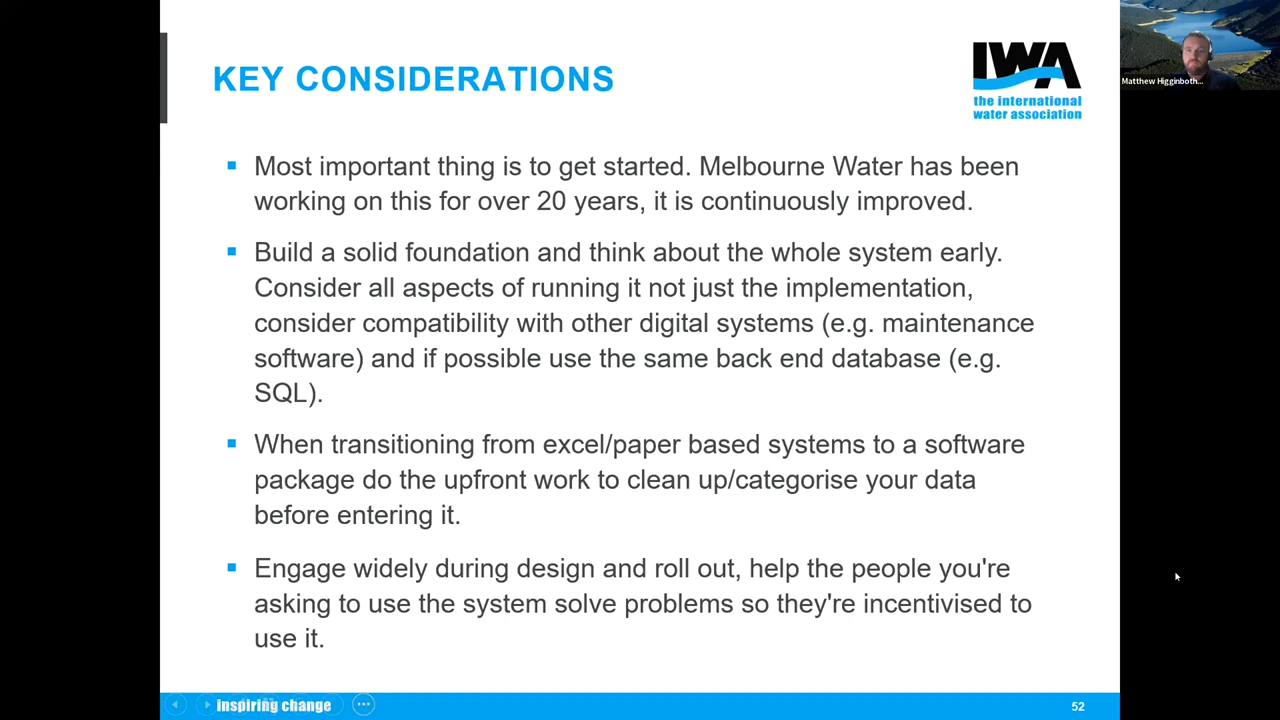 KEY CONSIDERATIONS
IWA
the international
water association
Matthew Higginboth...
▪ Most important thing is to get started. Melbourne Water has been
working on this for over 20 years, it is continuously improved.
▪ Build a solid foundation and think about the whole system early.
Consider all aspects of running it not just the implementation,
consider compatibility with other digital systems (e.g. maintenance
software) and if possible use the same back end database (e.g.
SQL).
▪ When transitioning from excel/paper based systems to a software
package do the upfront work to clean up/categorise your data
before entering it.
▪ Engage widely during design and roll out, help the people you're
asking to use the system solve problems so they're incentivised to
use it.
inspiring change
52